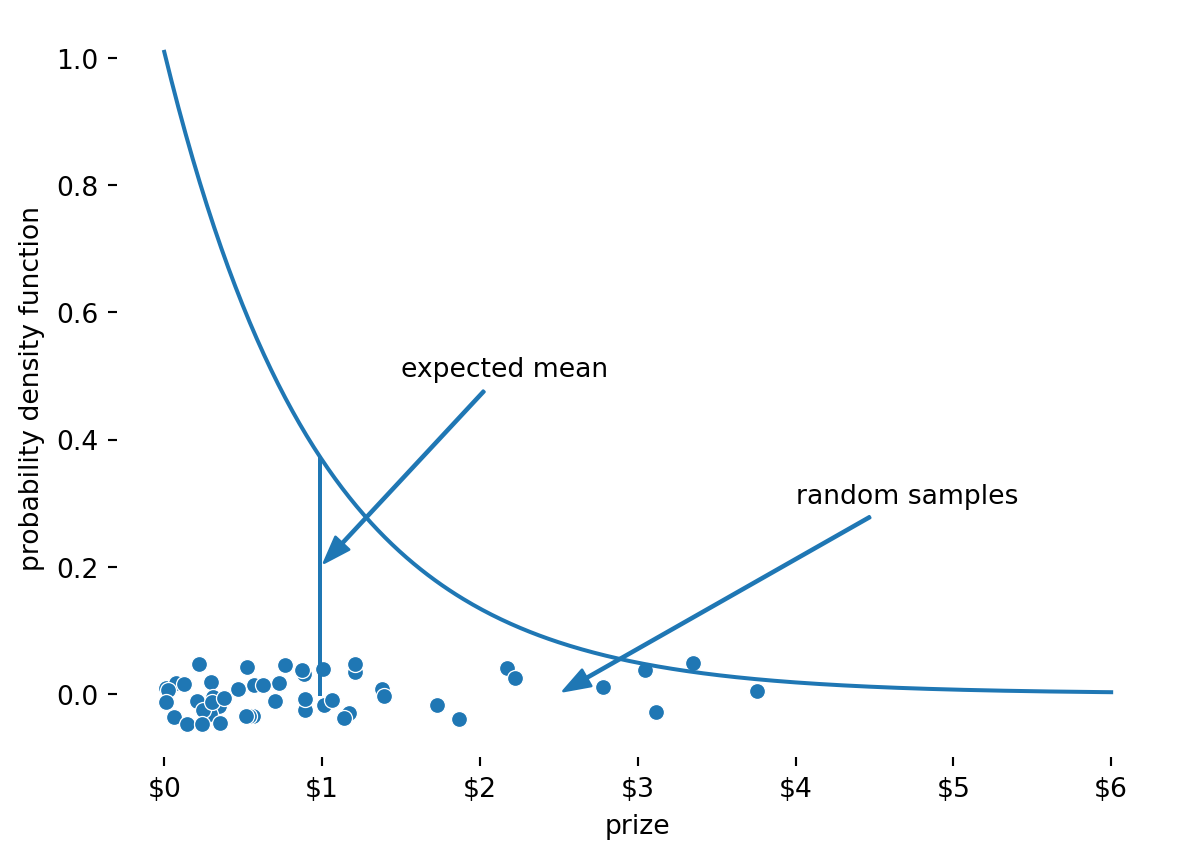 1.0
0.8
0.6
0.4
0.2
0.0
probability density function
expected mean
random samples
$0 $1 $2 $3 $4 $5 $6
prize